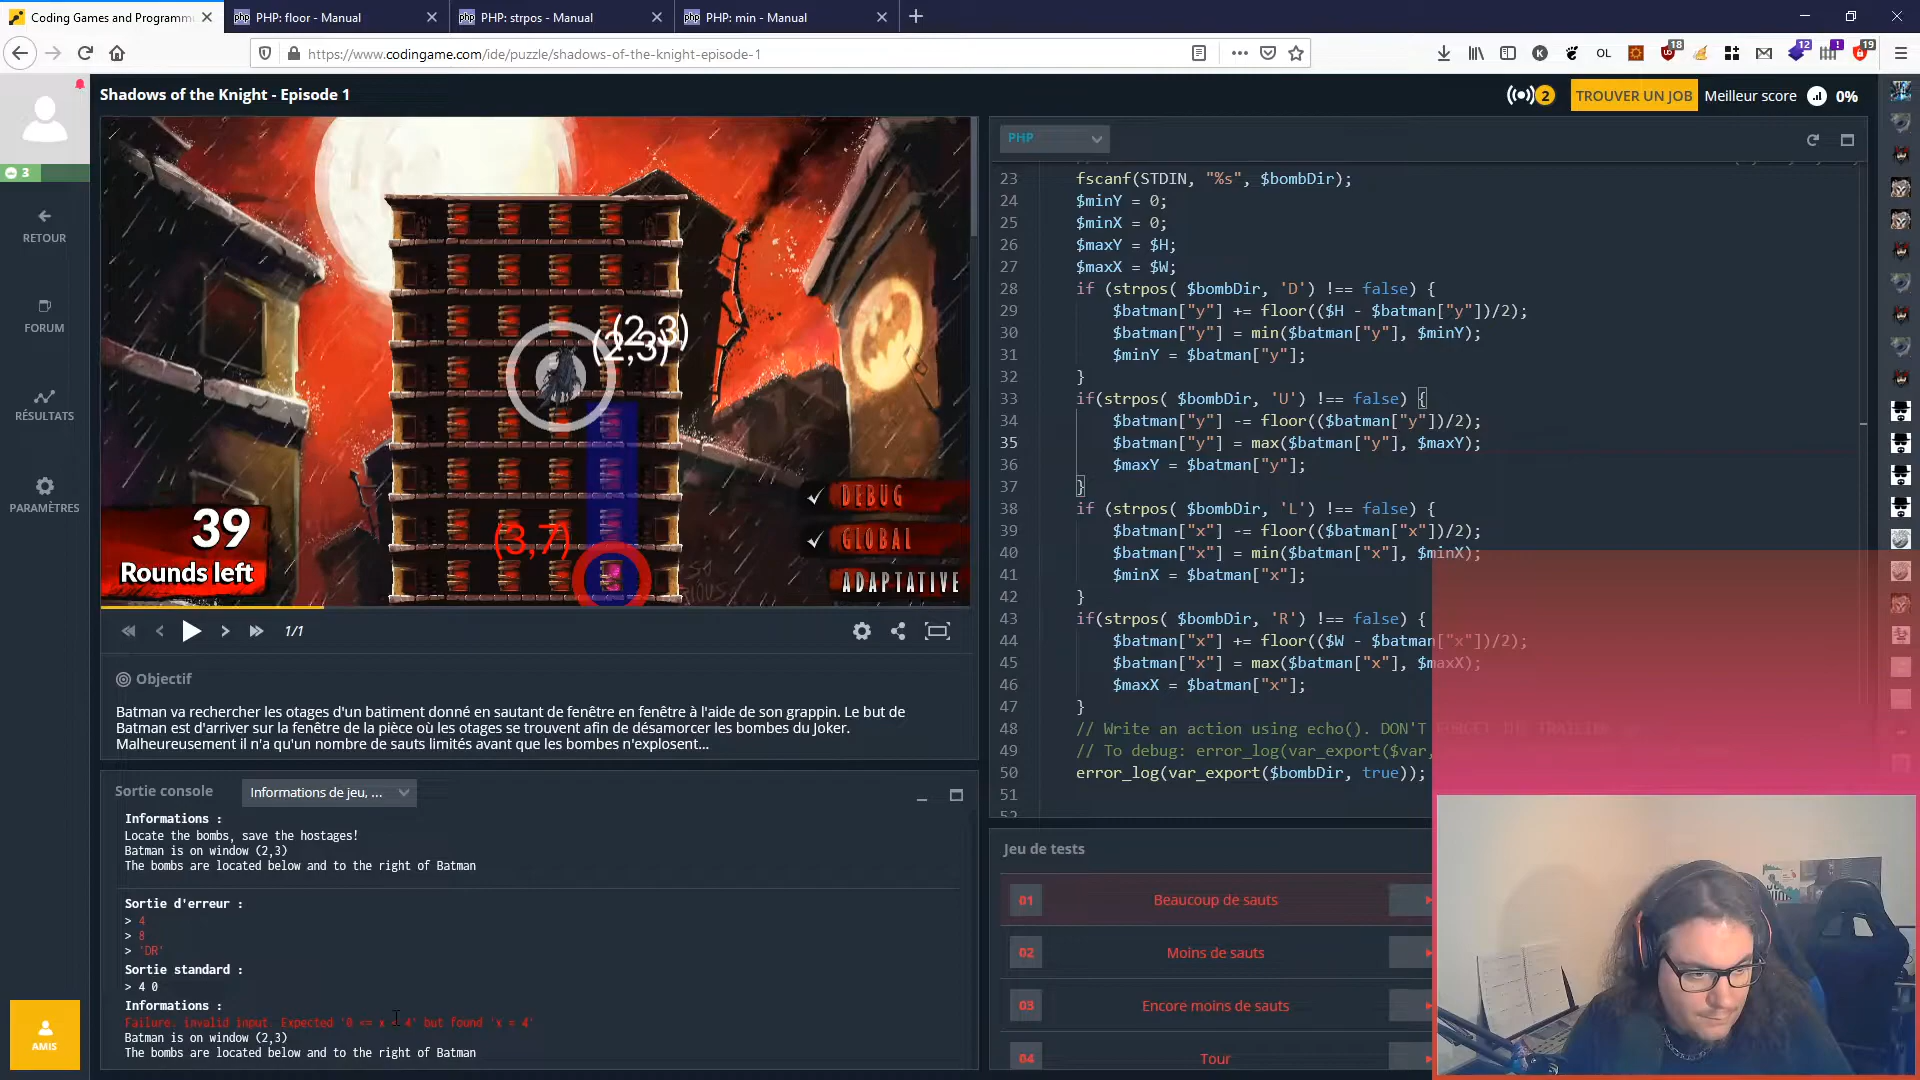 Coding Games and Programm
PHP: floor - Manual
PHP: strpos - Manual
PHP: min - Manual
https://www.codingame.com/ide/puzzle/shadows-of-the-knight-episode-1
OL
18
12
!
19
Shadows of the Knight - Episode 1
2
TROUVER UN JOB
Meilleur score
0%
3
RETOUR
FORUM
RÉSULTATS
PARAMÈTRES
AMIS
(2,3)
(2,3)
(3,7)
39
Rounds left
DEBUG
GLOBAL
ADAPTATIVE
1/1
Objectif
Batman va rechercher les otages d'un batiment donné en sautant de fenêtre en fenêtre à l'aide de son grappin. Le but de
Batman est d'arriver sur la fenêtre de la pièce où les otages se trouvent afin de désamorcer les bombes du Joker.
Malheureusement il n'a qu'un nombre de sauts limités avant que les bombes n'explosent...
Sortie console
Informations de jeu, ...
Informations :
Locate the bombs, save the hostages!
Batman is on window (2,3)
The bombs are located below and to the right of Batman
Sortie d'erreur :
> 4
> 8
> 'DR'
Sortie standard :
> 4 0
Informations :
Failure: invalid input. Expected '0 <= x < 4' but found 'x = 4'
Batman is on window (2,3)
The bombs are located below and to the right of Batman
PHP
23 fscanf(STDIN, "%s", $bombDir);
24 $minY = 0;
25 $minX = 0;
26 $maxY = $H;
27 $maxX = $W;
28 if (strpos( $bombDir, 'D') !== false) {
29 $batman["y"] += floor(($H - $batman["y"])/2);
30 $batman["y"] = min($batman["y"], $minY);
31 $minY = $batman["y"];
32 }
33 if(strpos( $bombDir, 'U') !== false) {
34 $batman["y"] -= floor(($batman["y"])/2);
35 $batman["y"] = max($batman["y"], $maxY);
36 $maxY = $batman["y"];
37 }
38 if (strpos( $bombDir, 'L') !== false) {
39 $batman["x"] -= floor(($batman["x"])/2);
40 $batman["x"] = min($batman["x"], $minX);
41 $minX = $batman["x"];
42 }
43 if(strpos( $bombDir, 'R') !== false) {
44 $batman["x"] += floor(($W - $batman["x"])/2);
45 $batman["x"] = max($batman["x"], $maxX);
46 $maxX = $batman["x"];
47 }
48 // Write an action using echo(). DON'T FORGET THE TRAILING
49 // To debug: error_log(var_export($var,
50 error_log(var_export($bombDir, true));
51
52
Jeu de tests
01 Beaucoup de sauts
02 Moins de sauts
03 Encore moins de sauts
04 Tour